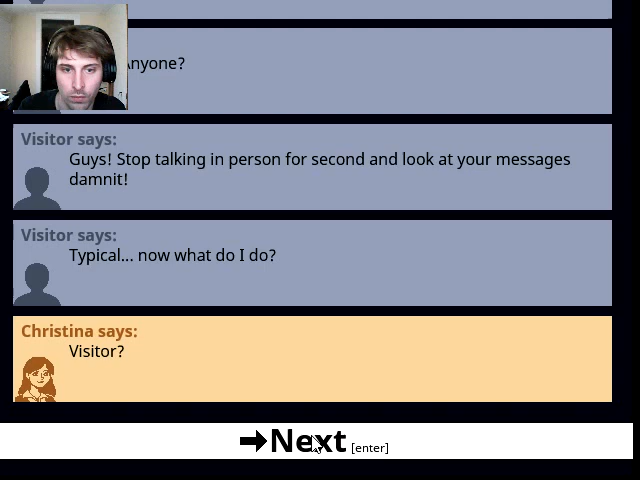 Anyone?
Visitor says:
Guys! Stop talking in person for second and look at your messages
damnit!
Visitor says:
Typical... now what do I do?
Christina says:
Visitor?
Next [enter]